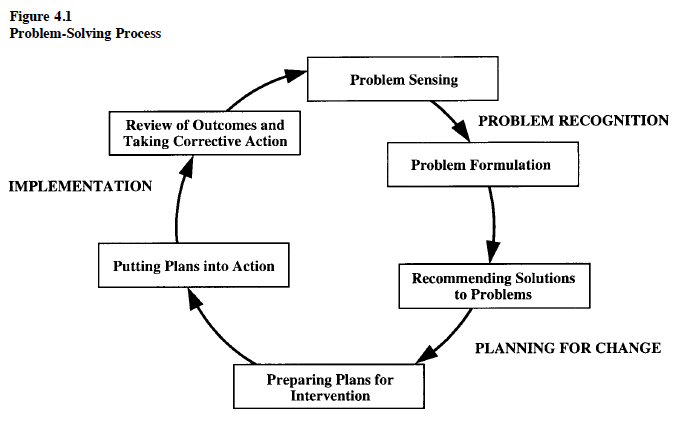 Figure 4.1
Problem-Solving Process
Problem Sensing
PROBLEM RECOGNITION
Review of Outcomes and
Taking Corrective Action
Problem Formulation
IMPLEMENTATION
Putting Plans into Action
Recommending Solutions
to Problems
PLANNING FOR CHANGE
Preparing Plans for
Intervention